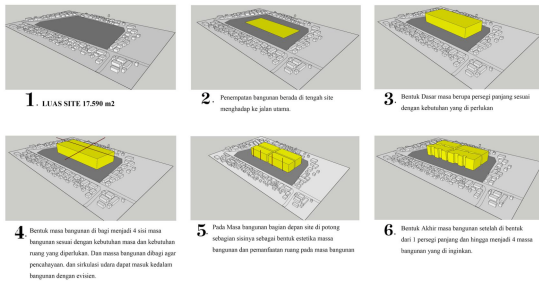 1. LUAS SITE 17.590 m2
2. Penempatan bangunan berada di tengah site
menghadap ke jalan utama.
3. Bentuk Dasar masa berupa persegi panjang sesuai
dengan kebutuhan yang di perlukan
4. Bentuk masa bangunan di bagi menjadi 4 sisi masa
bangunan sesuai dengan kebutuhan masa dan kebutuhan
ruang yang diperlukan. Dan massa bangunan dibagi agar
pencahayaan. dan sirkulasi udara dapat masuk kedalam
bangunan dengan evisien.
5. Pada Masa bangunan bagian depan site di potong
sebagian sisinya sebagai bentuk estetika massa
bangunan dan pemanfaatan ruang pada masa bangunan
6. Bentuk Akhir masa bangunan setelah di bentuk
dari 1 persegi panjang dan hingga menjadi 4 massa
bangunan yang di inginkan.